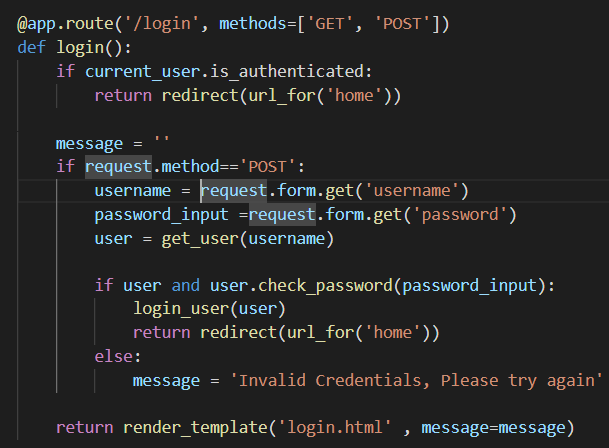 @app.route('/login', methods=['GET', 'POST'])
def login():
    if current_user.is_authenticated:
        return redirect(url_for('home'))

    message = ''
    if request.method=='POST':
        username = request.form.get('username')
        password_input =request.form.get('password')
        user = get_user(username)

        if user and user.check_password(password_input):
            login_user(user)
            return redirect(url_for('home'))
        else:
            message = 'Invalid Credentials, Please try again'

    return render_template('login.html' , message=message)